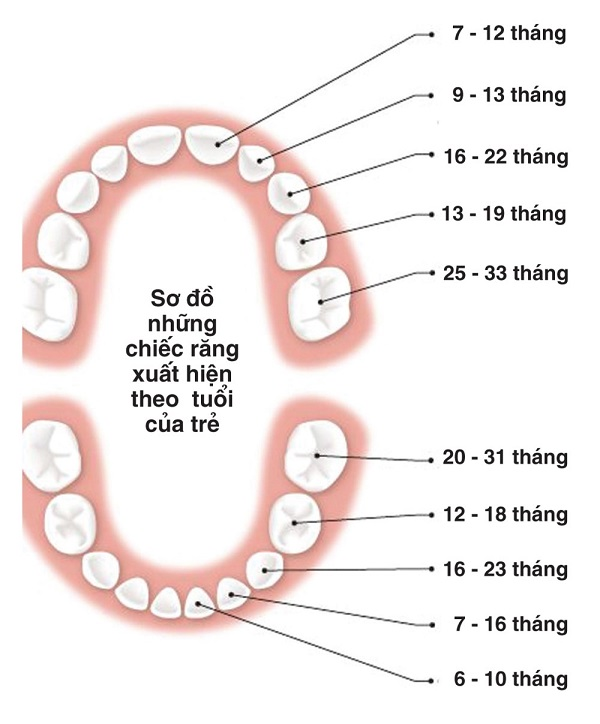 7 - 12 tháng
9 - 13 tháng
16 - 22 tháng
13 - 19 tháng
25 - 33 tháng
Sơ đồ
những
chiếc răng
xuất hiện
theo tuổi
của trẻ
20 - 31 tháng
12 - 18 tháng
16 - 23 tháng
7 - 16 tháng
6 - 10 tháng